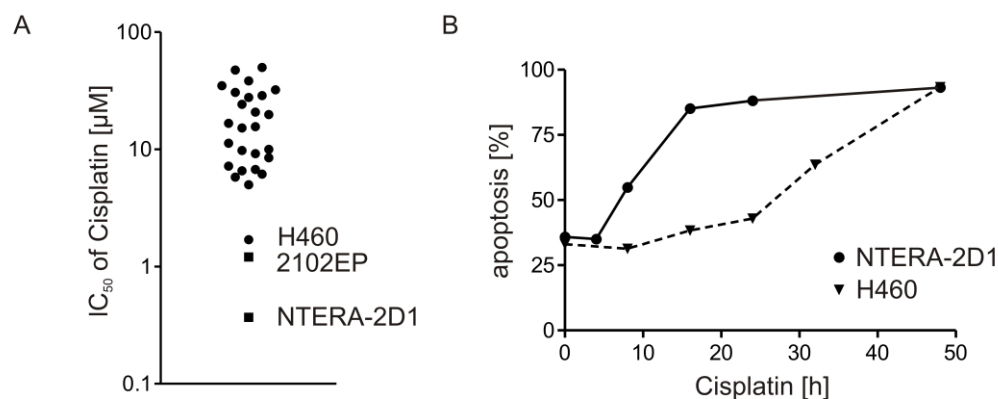 A
IC50 of Cisplatin [µM]
100
10
1
0.1
H460
2102EP
NTERA-2D1
B
apoptosis [%]
100
75
50
25
0
0 10 20 30 40 50
Cisplatin [h]
NTERA-2D1
H460